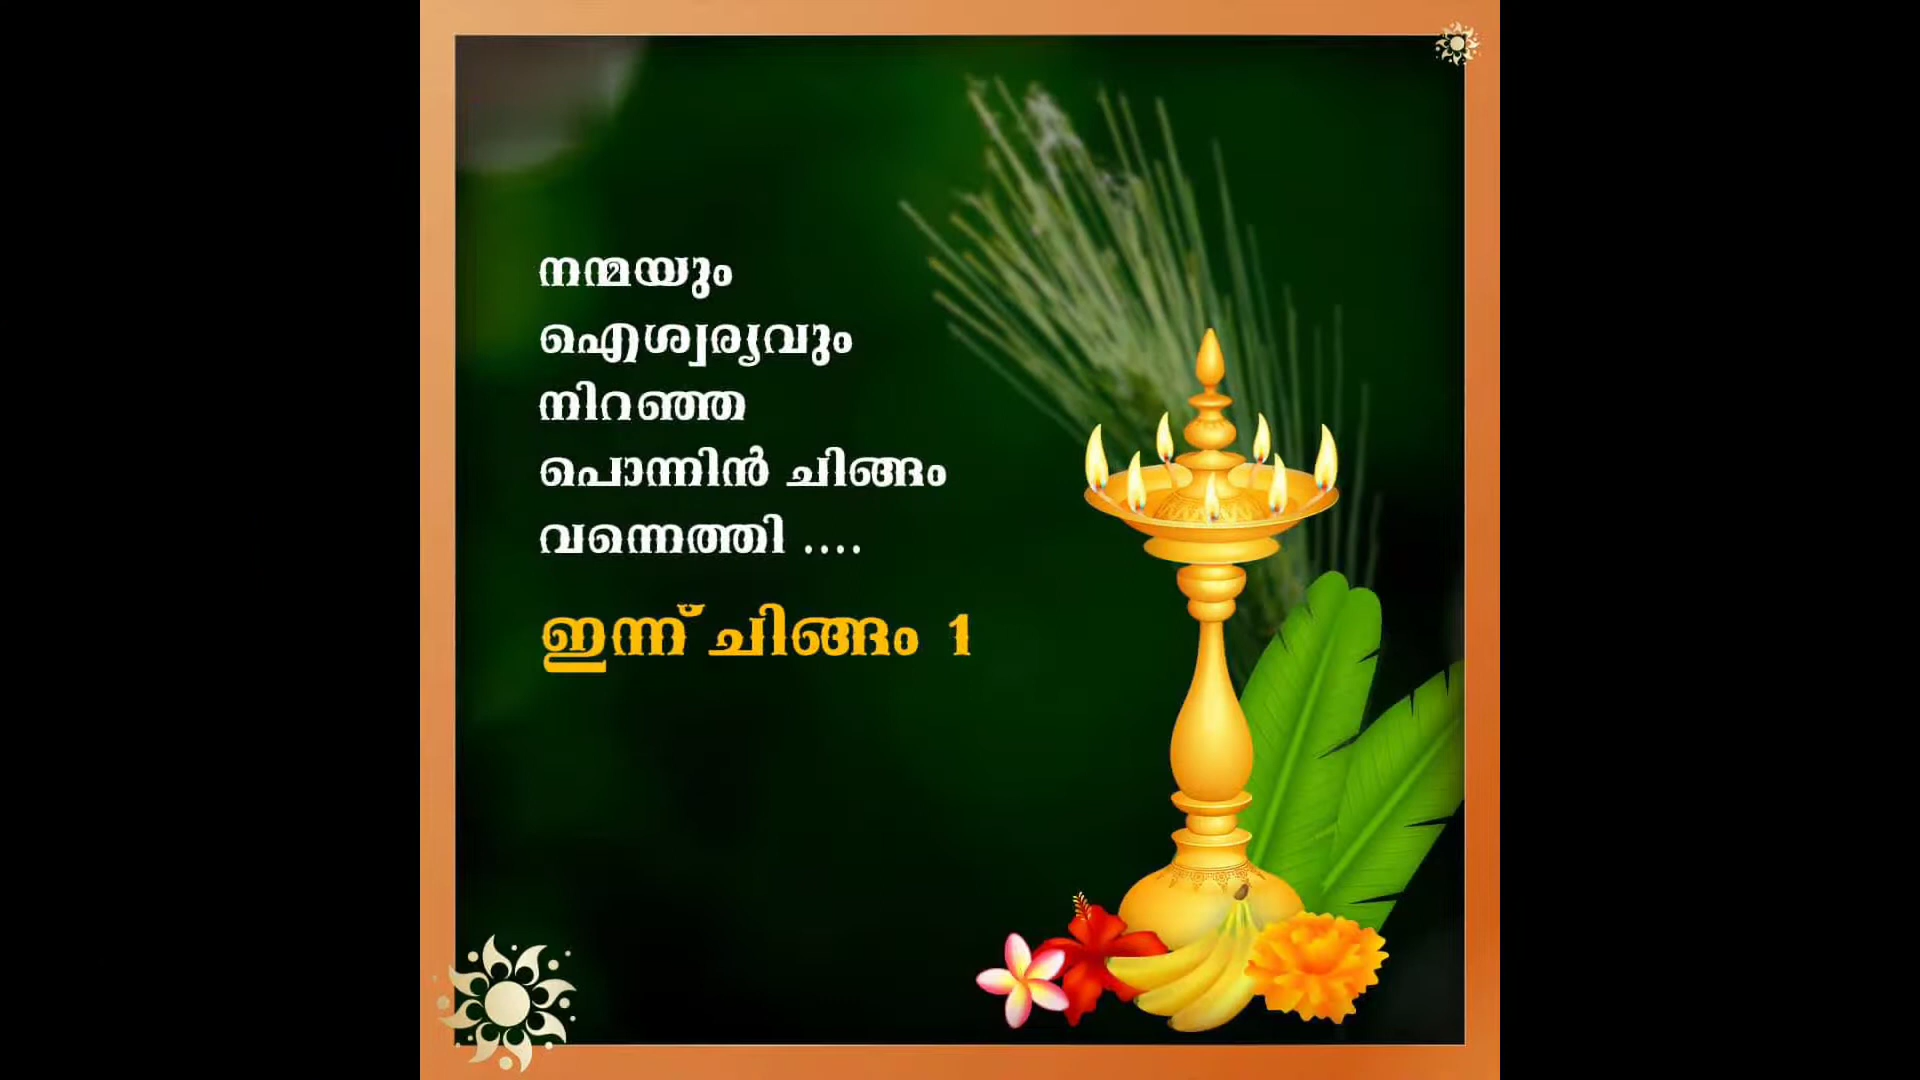 നന്മയും
ഐശ്വര്യവും
നിറഞ്ഞ
പൊന്നിൻ ചിങ്ങം
വന്നെത്തി ....
ഇന്ന് ചിങ്ങം 1